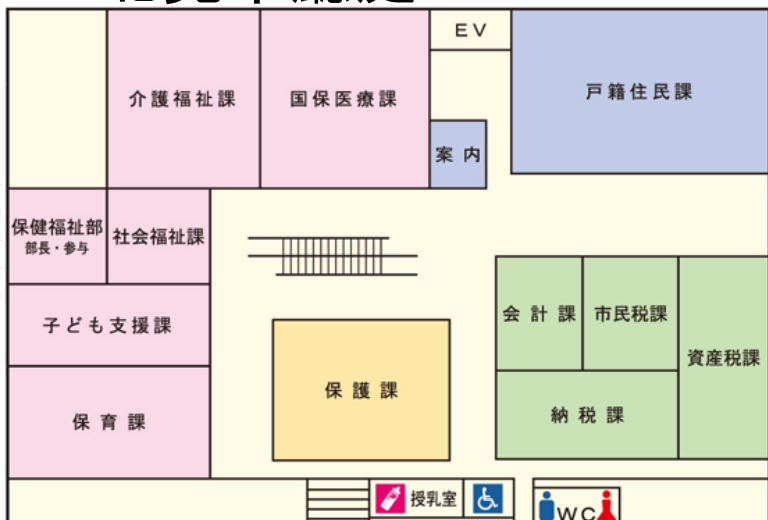 EV
介護福祉課
国保医療課
戸籍住民課
案内
保健福祉部
部長・参与
社会福祉課
会計課
市民税課
資産税課
子ども支援課
保護課
保育課
納税課
授乳室
WC